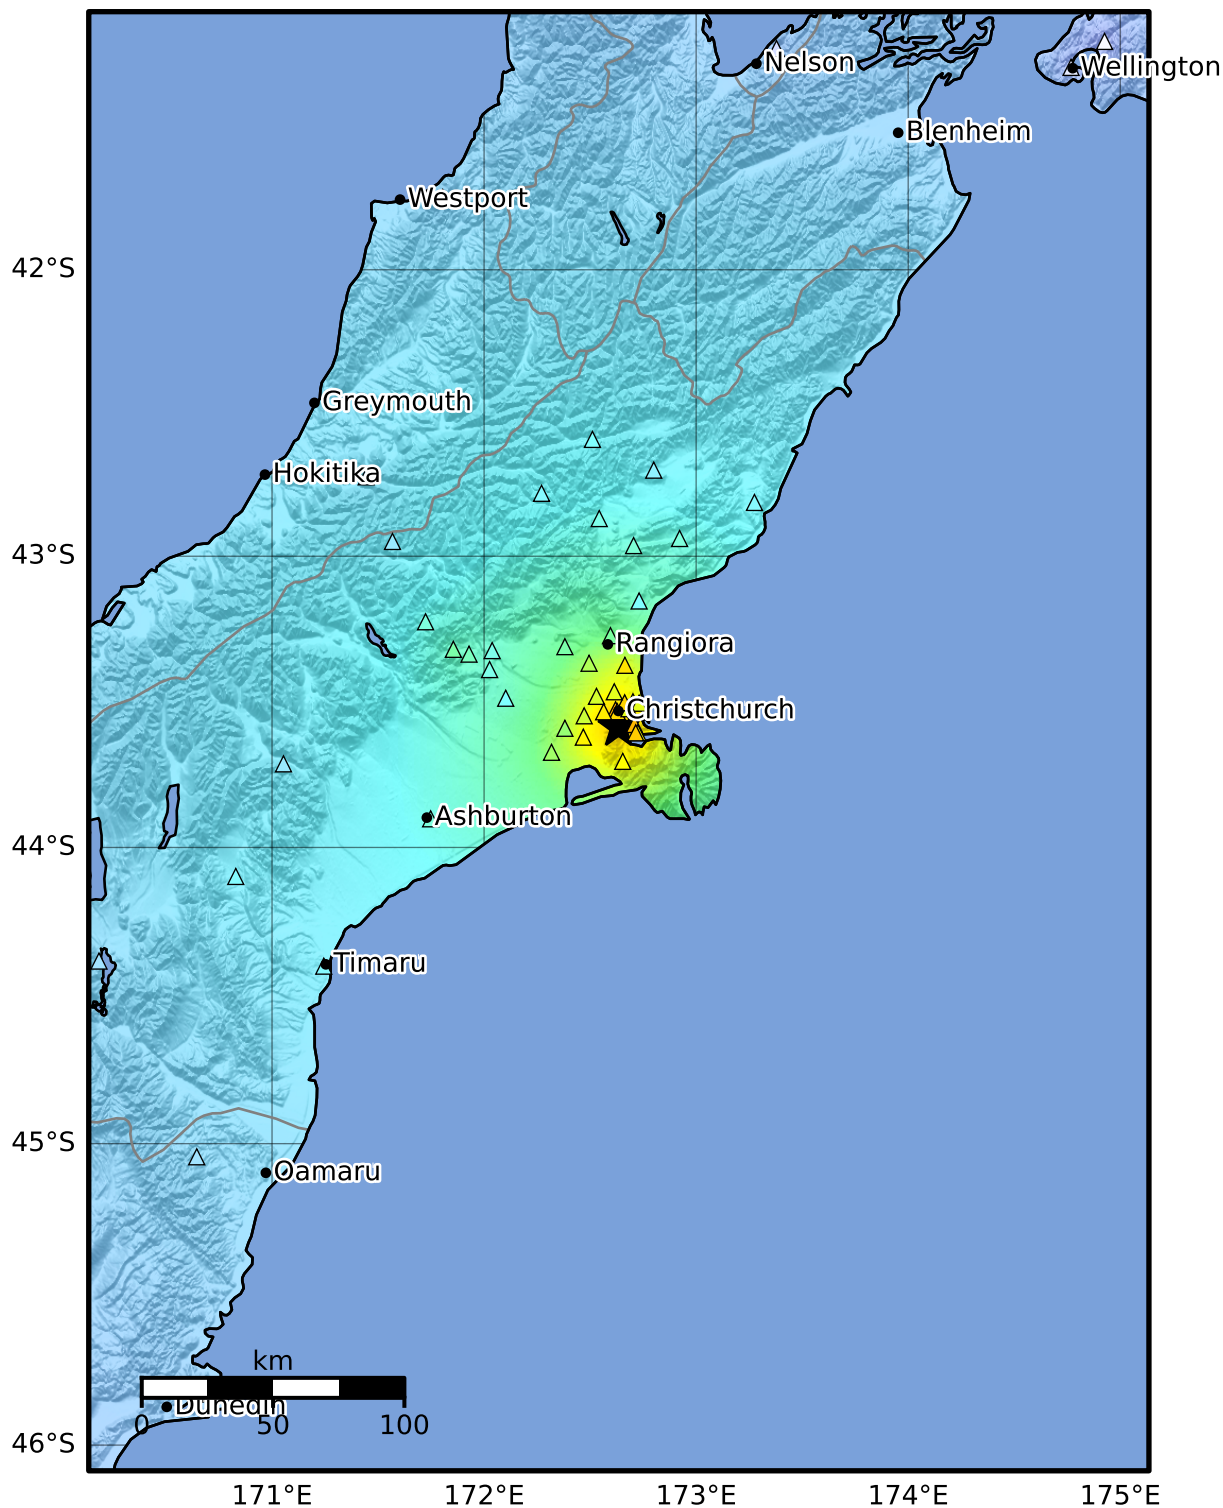 Nelson
Wellington
Blenheim
Westport
42°S
Greymouth
Hokitika
43°S
Rangiora
Christchurch
Ashburton
44°S
Timaru
45°S
Oamaru
km
Dunedin
0
50
100
46°S
171°E
172°E
173°E
174°E
175°E